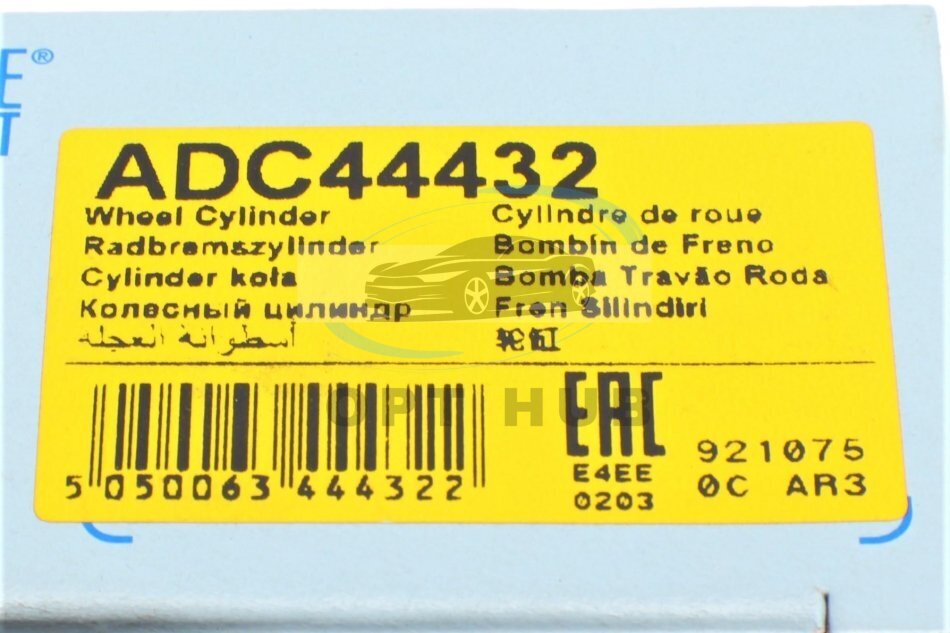 E®
T
ADC44432
Wheel Cylinder
Cylindre de roue
Radbremszylinder
Bombín de Freno
Cylinder koła
Bomba Travão Roda
Колесный цилиндр
Fren Silindiri
أسطوانة العجلة
轮缸
OPT HUB
EAC
5 050063 444322
E4EE
0203
921075
0C AR3